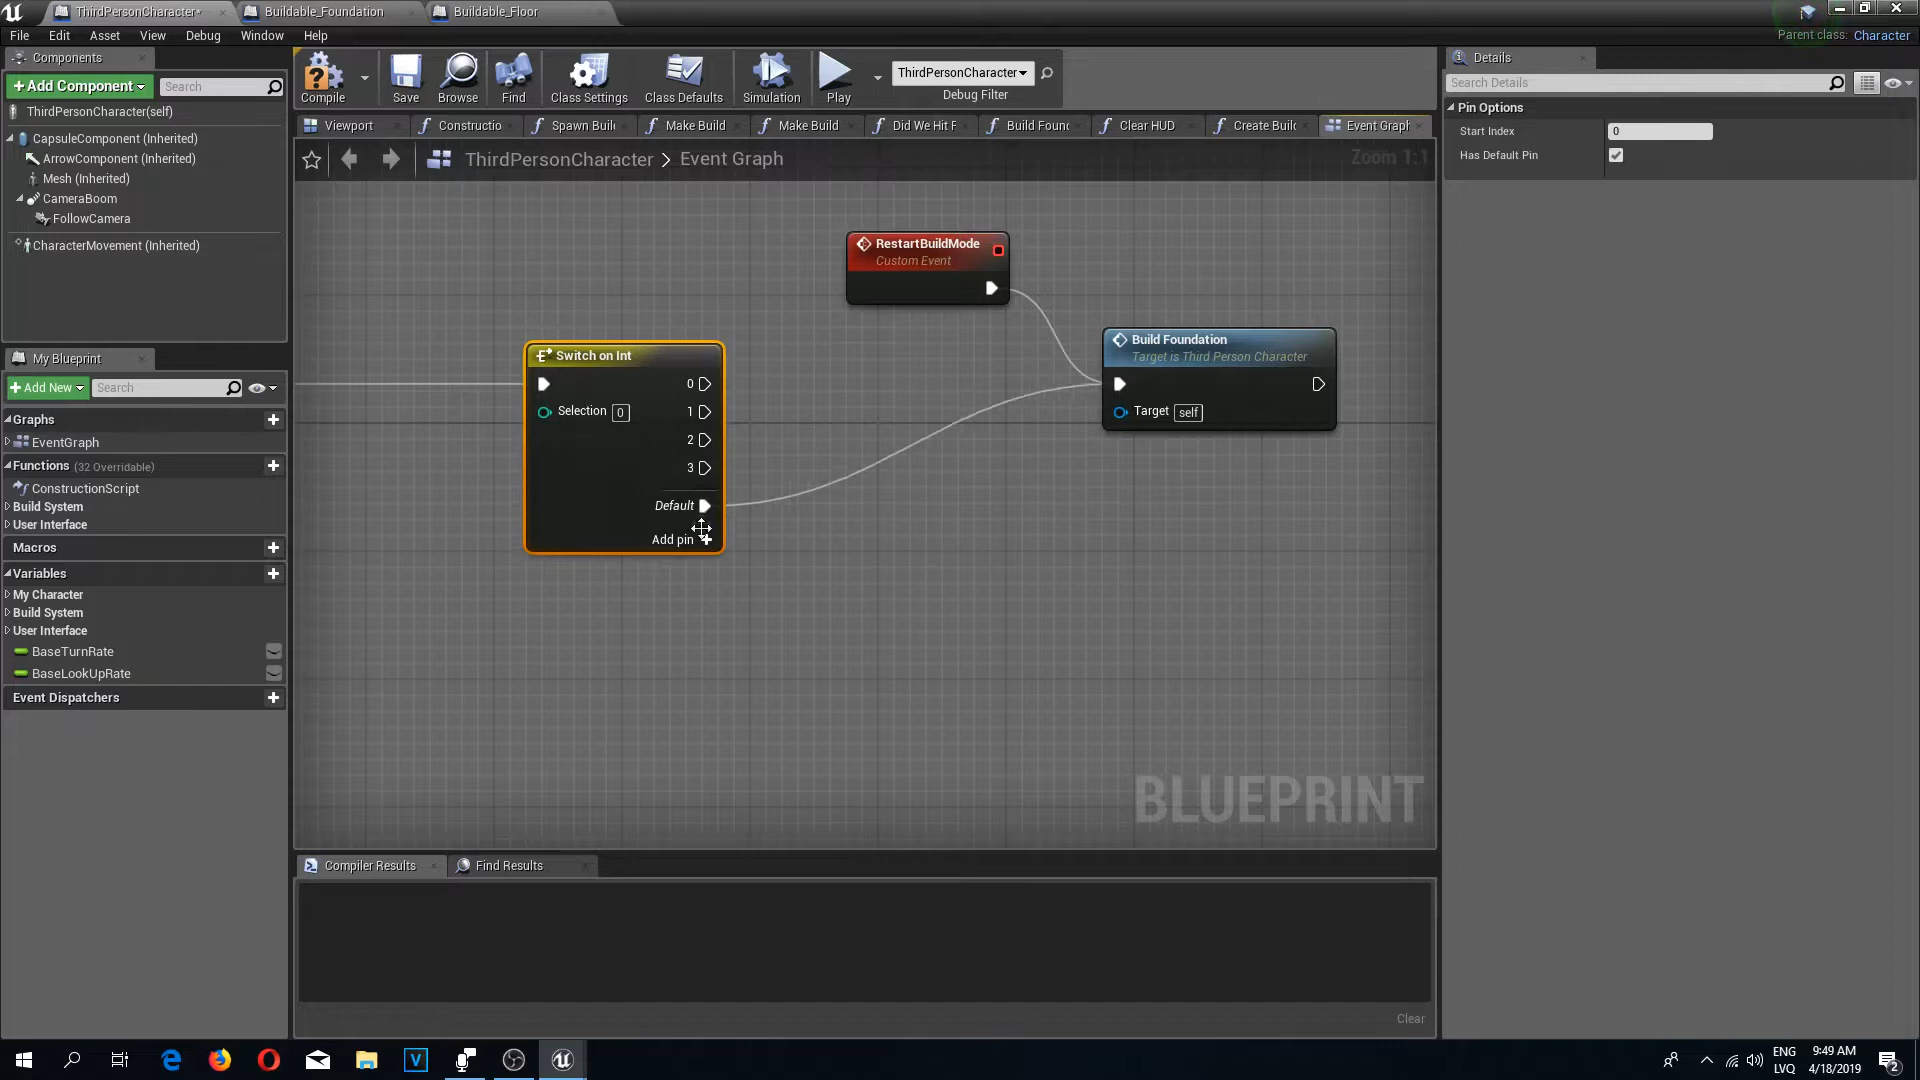 ThirdPersonCharacter*
Buildable_Foundation
Buildable_Floor
File
Edit
Asset
View
Debug
Window
Help
Parent class: Character
Components
+Add Component
Search
ThirdPersonCharacter(self)
CapsuleComponent (Inherited)
ArrowComponent (Inherited)
Mesh (Inherited)
CameraBoom
FollowCamera
CharacterMovement (Inherited)
Compile
Save
Browse
Find
Class Settings
Class Defaults
Simulation
Play
ThirdPersonCharacter
Debug Filter
Viewport
Constructio
Spawn Buil
Make Build
Make Build
Did We Hit F
Build Foun
Clear HUD
Create Buil
Event Graph
ThirdPersonCharacter > Event Graph
Zoom 1:1
Details
Search Details
Pin Options
Start Index
0
Has Default Pin
RestartBuildMode
Custom Event
Build Foundation
Target is Third Person Character
Target self
Switch on Int
Selection 0
0
1
2
3
Default
Add pin +
BLUEPRINT
My Blueprint
+Add New
Search
Graphs
EventGraph
Functions (32 Overridable)
ConstructionScript
Build System
User Interface
Macros
Variables
My Character
Build System
User Interface
BaseTurnRate
BaseLookUpRate
Event Dispatchers
Compiler Results
Find Results
Clear
ENG
LVQ
9:49 AM
4/18/2019
2